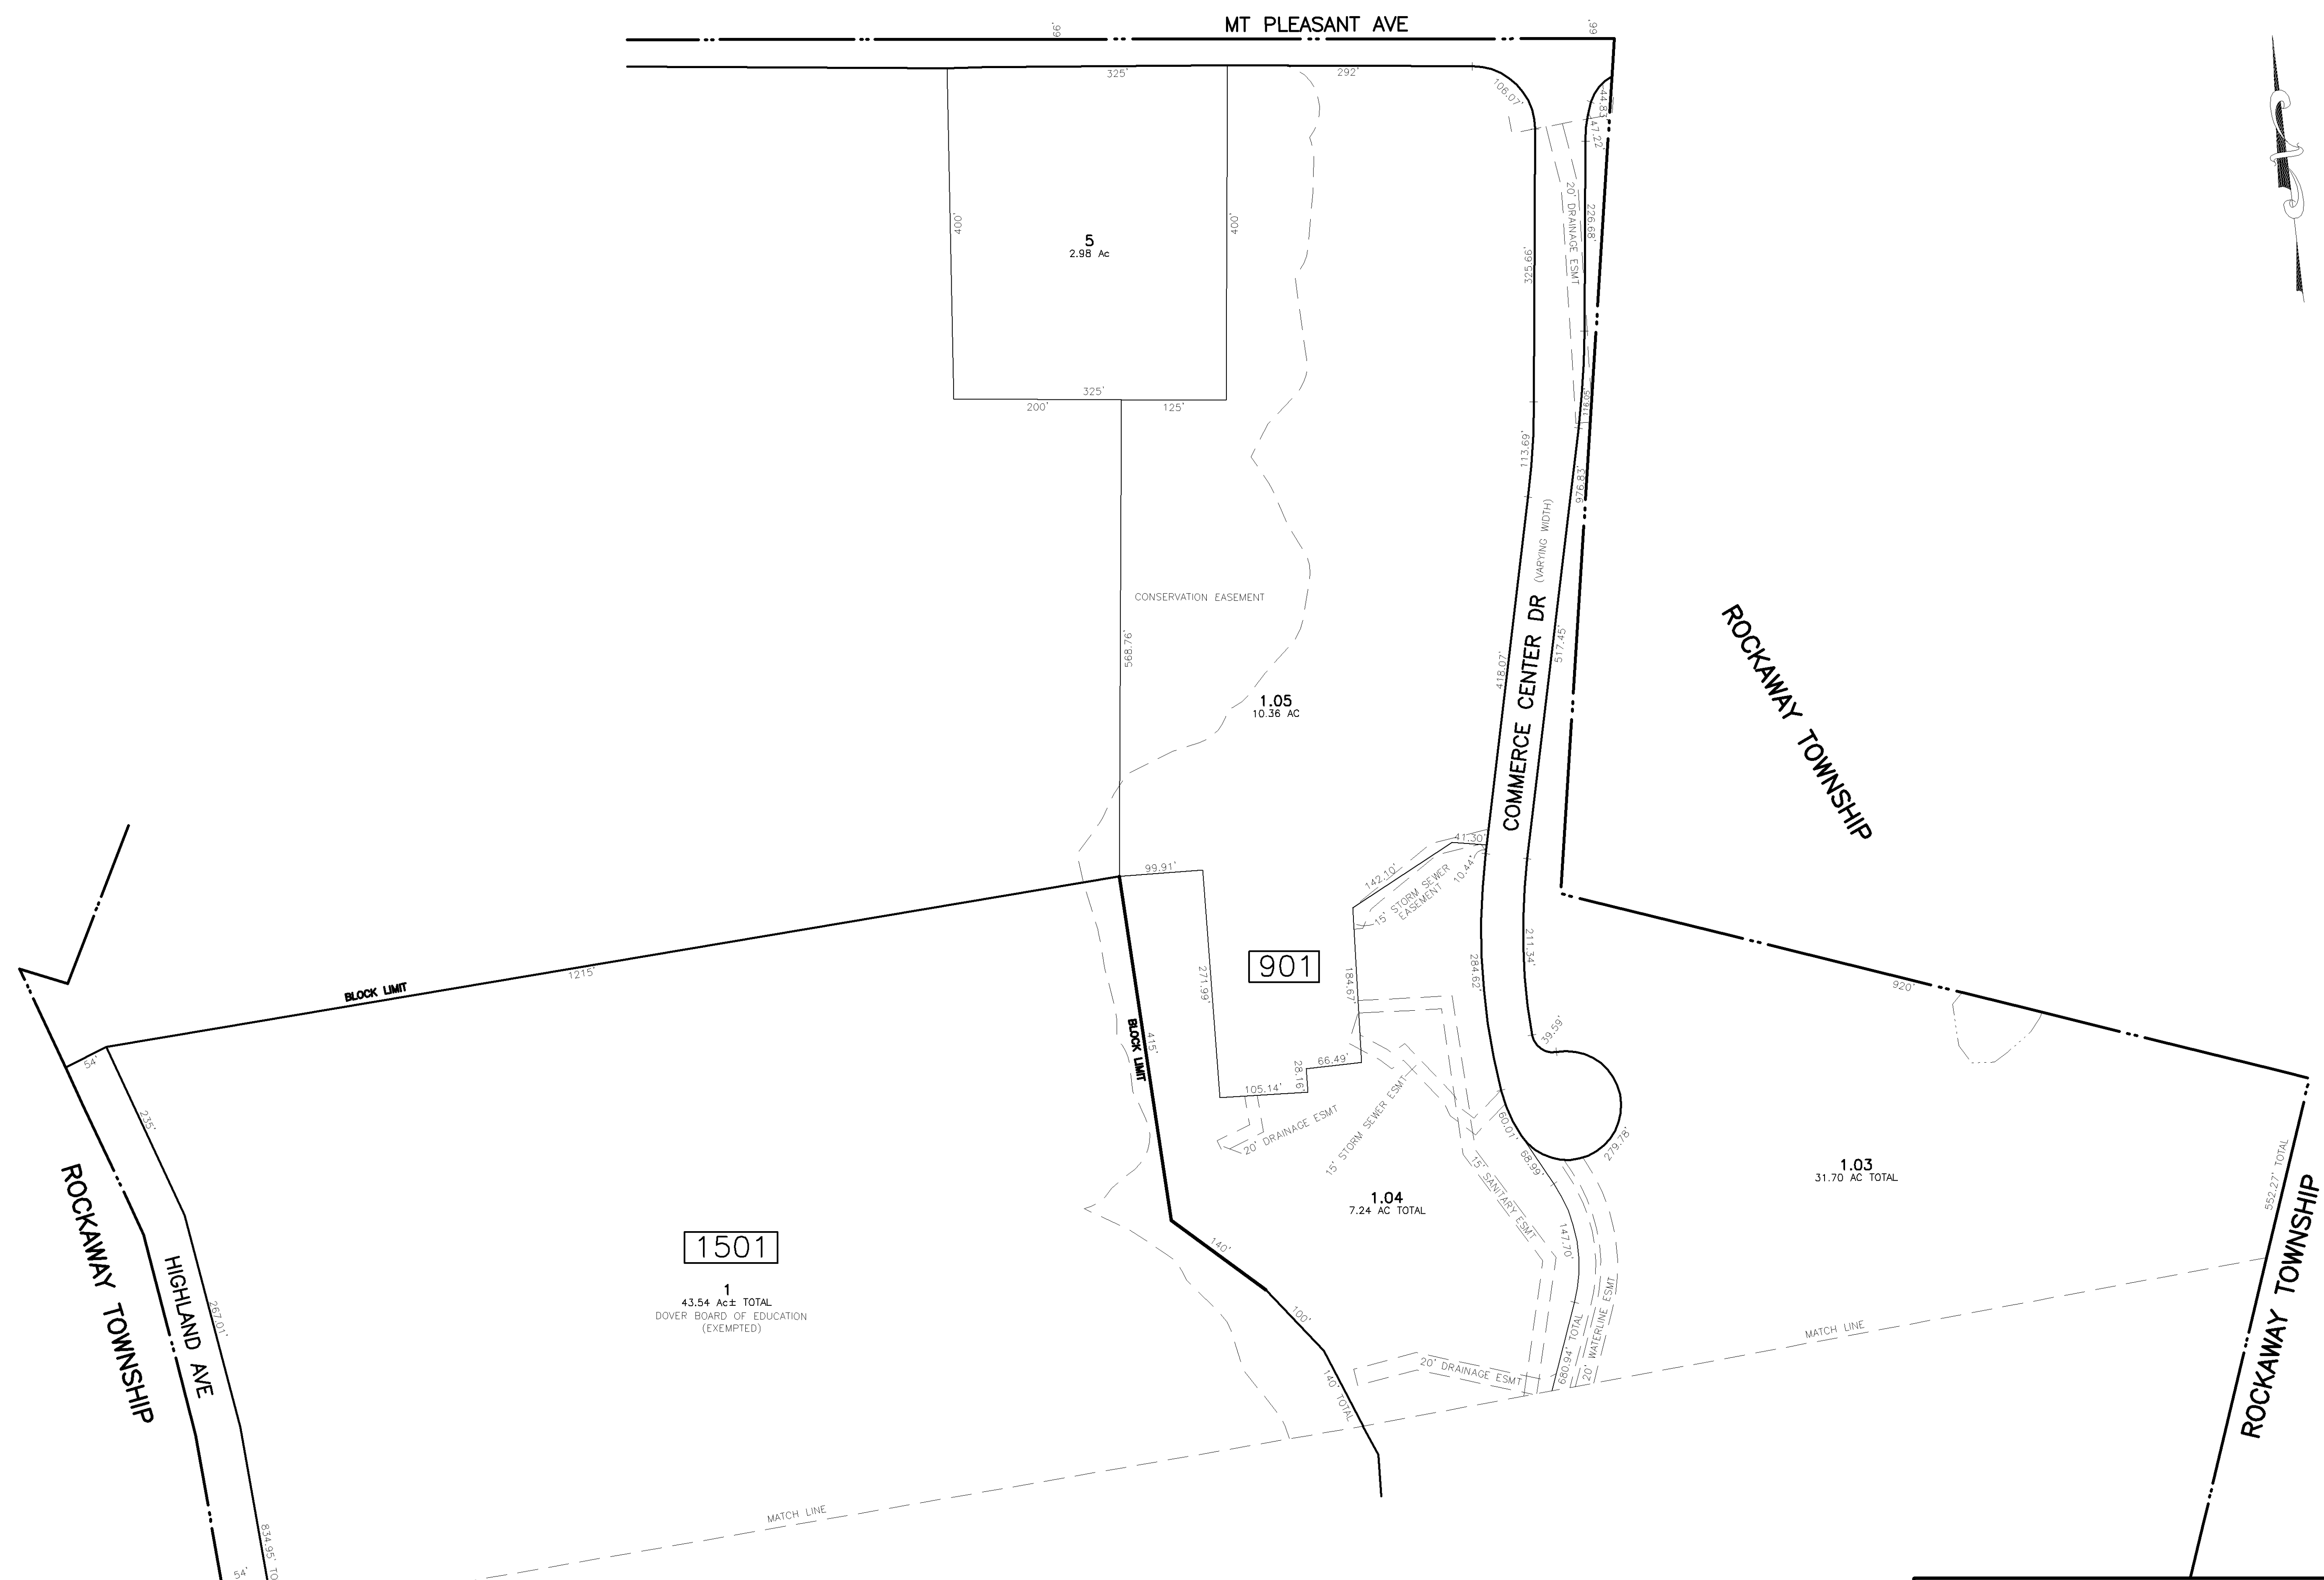 MT PLEASANT AVE
66'
66'
325'
292'
106.07'
44.83'
47.22'
400'
400'
5
2.98 Ac
20' DRAINAGE ESMT
226.68'
325.66'
325'
200'
125'
116.05'
113.69'
976.83'
COMMERCE CENTER DR (VARYING WIDTH)
CONSERVATION EASEMENT
568.76'
418.07'
517.45'
ROCKAWAY TOWNSHIP
1.05
10.36 AC
41.30'
142.10'
10.44'
15' STORM SEWER
EASEMENT
99.91'
901
271.99'
184.67'
284.62'
211.34'
39.59'
920'
1215'
BLOCK LIMIT
BLOCK LIMIT
415'
54'
235'
66.49'
28.16'
105.14'
20' DRAINAGE ESMT
15' STORM SEWER ESMT
60.01'
68.99'
279.78'
15' SANITARY ESMT
1.03
31.70 AC TOTAL
552.27' TOTAL
ROCKAWAY TOWNSHIP
1.04
7.24 AC TOTAL
147.70'
ROCKAWAY TOWNSHIP
HIGHLAND AVE
267.01'
1501
1
43.54 Ac± TOTAL
DOVER BOARD OF EDUCATION
(EXEMPTED)
140'
100'
140' TOTAL
20' DRAINAGE ESMT
680.94' TOTAL
20' WATERLINE ESMT
MATCH LINE
MATCH LINE
834.95' TO
54'